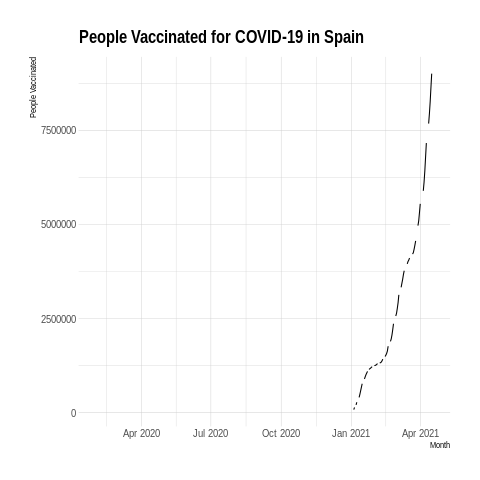 People Vaccinated for COVID-19 in Spain
People Vaccinated
7500000
5000000
2500000
0
Apr 2020 Jul 2020 Oct 2020 Jan 2021 Apr 2021
Month